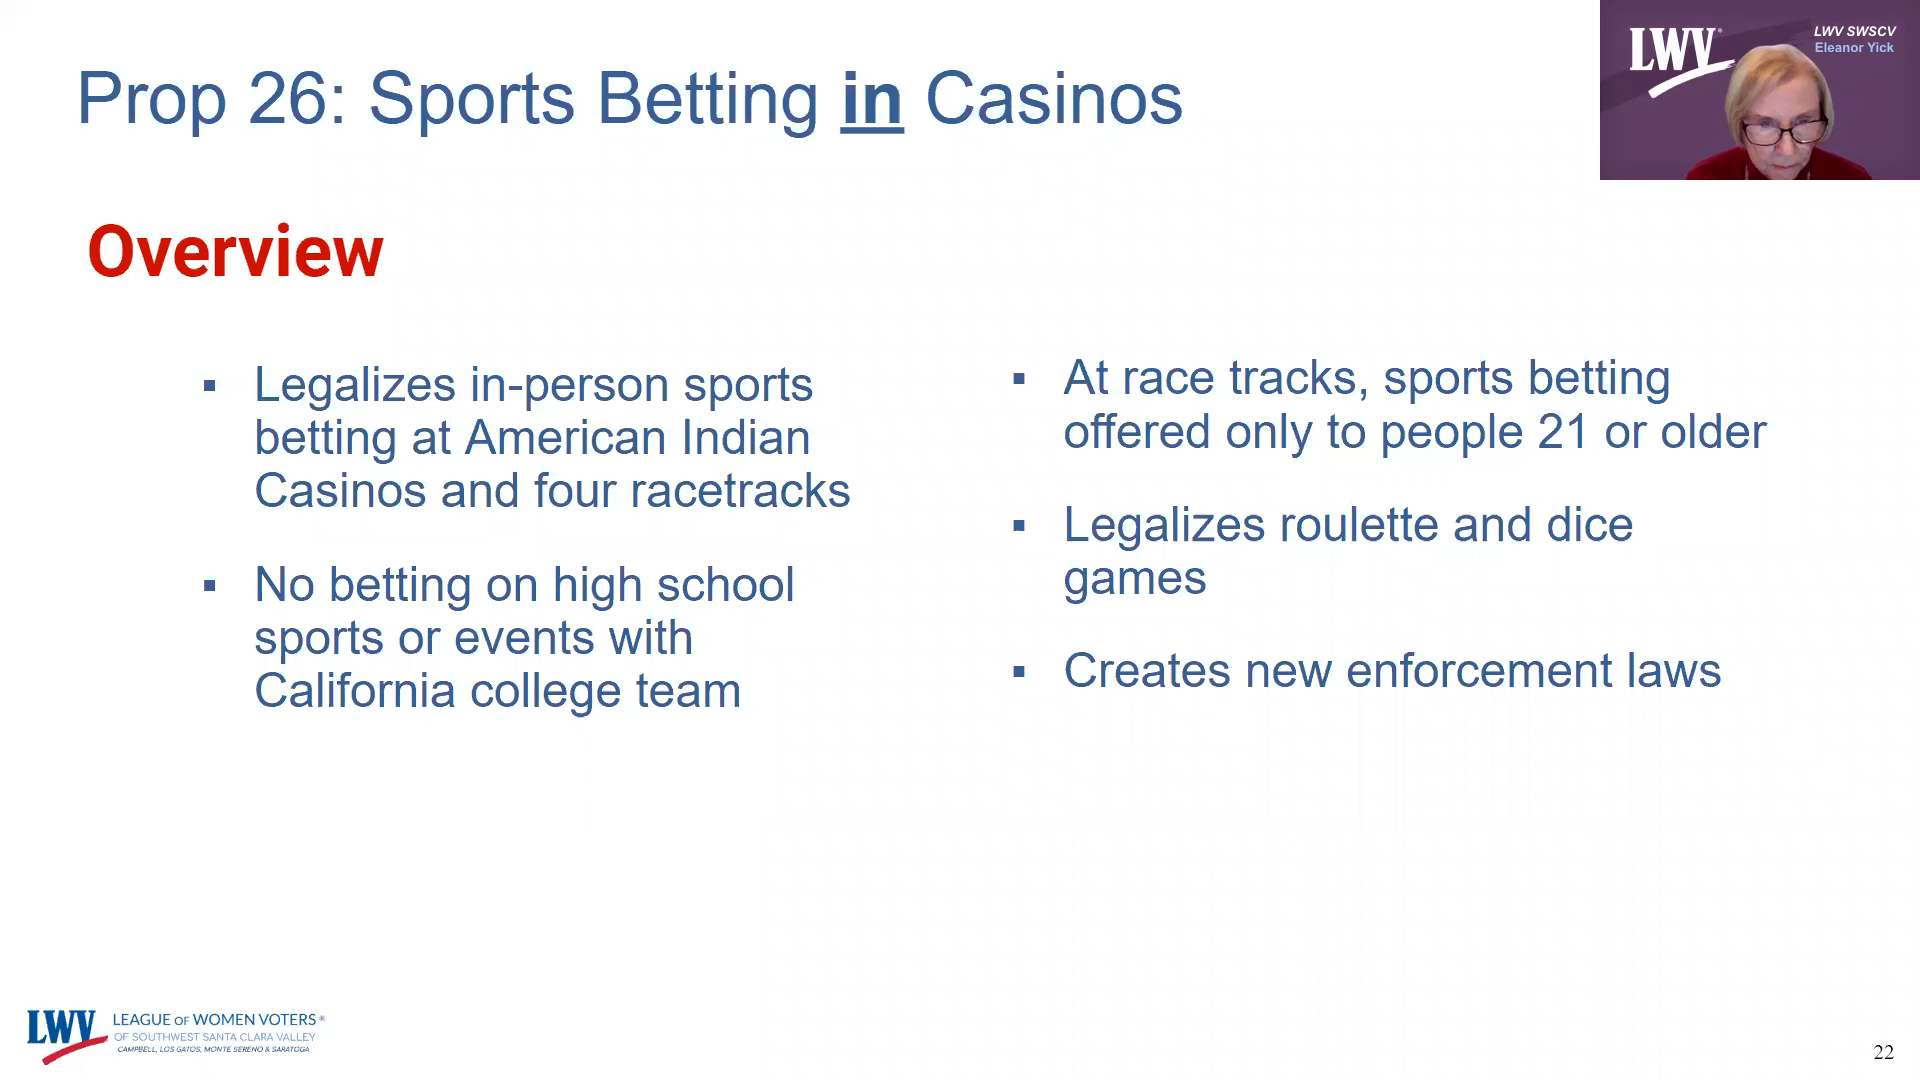 Prop 26: Sports Betting in Casinos
LWV
LWV SWSCV
Eleanor Yick
Overview
▪ Legalizes in-person sports
betting at American Indian
Casinos and four racetracks
▪ No betting on high school
sports or events with
California college team
▪ At race tracks, sports betting
offered only to people 21 or older
▪ Legalizes roulette and dice
games
▪ Creates new enforcement laws
LWV
LEAGUE OF WOMEN VOTERS®
OF SOUTHWEST SANTA CLARA VALLEY
CAMPBELL, LOS GATOS, MONTE SERENO & SARATOGA
22